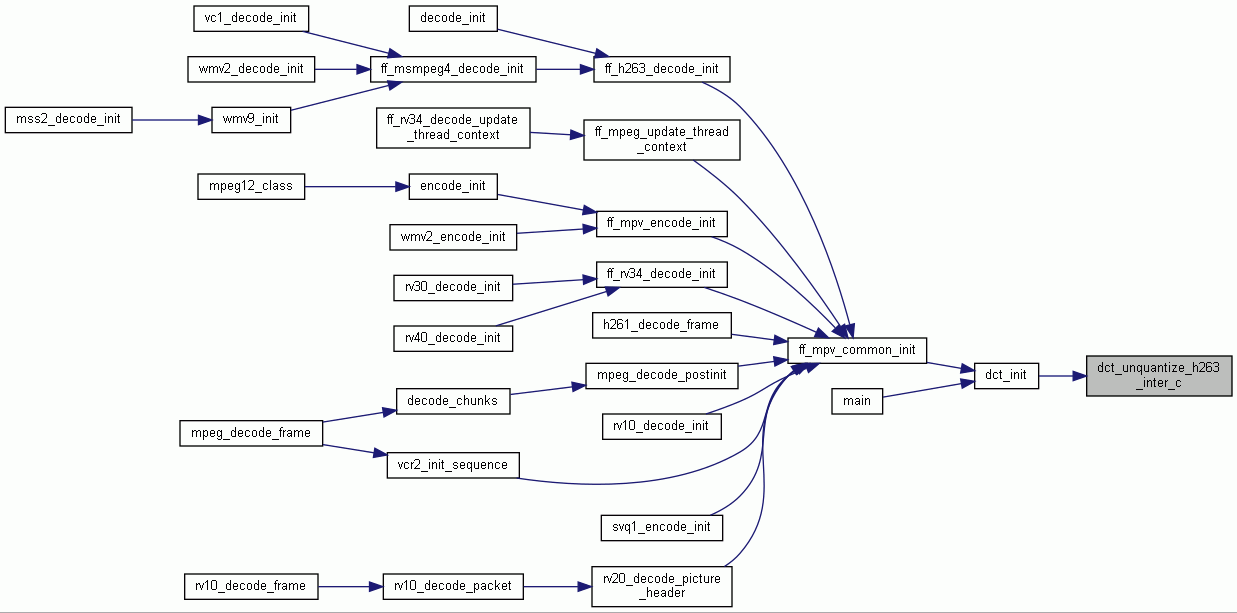 vc1_decode_init
decode_init
wmv2_decode_init
ff_msmpeg4_decode_init
ff_h263_decode_init
mss2_decode_init
wmv9_init
ff_rv34_decode_update
_thread_context
ff_mpeg_update_thread
_context
mpeg12_class
encode_init
ff_mpv_encode_init
wmv2_encode_init
rv30_decode_init
ff_rv34_decode_init
rv40_decode_init
h261_decode_frame
ff_mpv_common_init
mpeg_decode_postinit
dct_init
dct_unquantize_h263
_inter_c
decode_chunks
main
mpeg_decode_frame
rv10_decode_init
vcr2_init_sequence
svq1_encode_init
rv10_decode_frame
rv10_decode_packet
rv20_decode_picture
_header